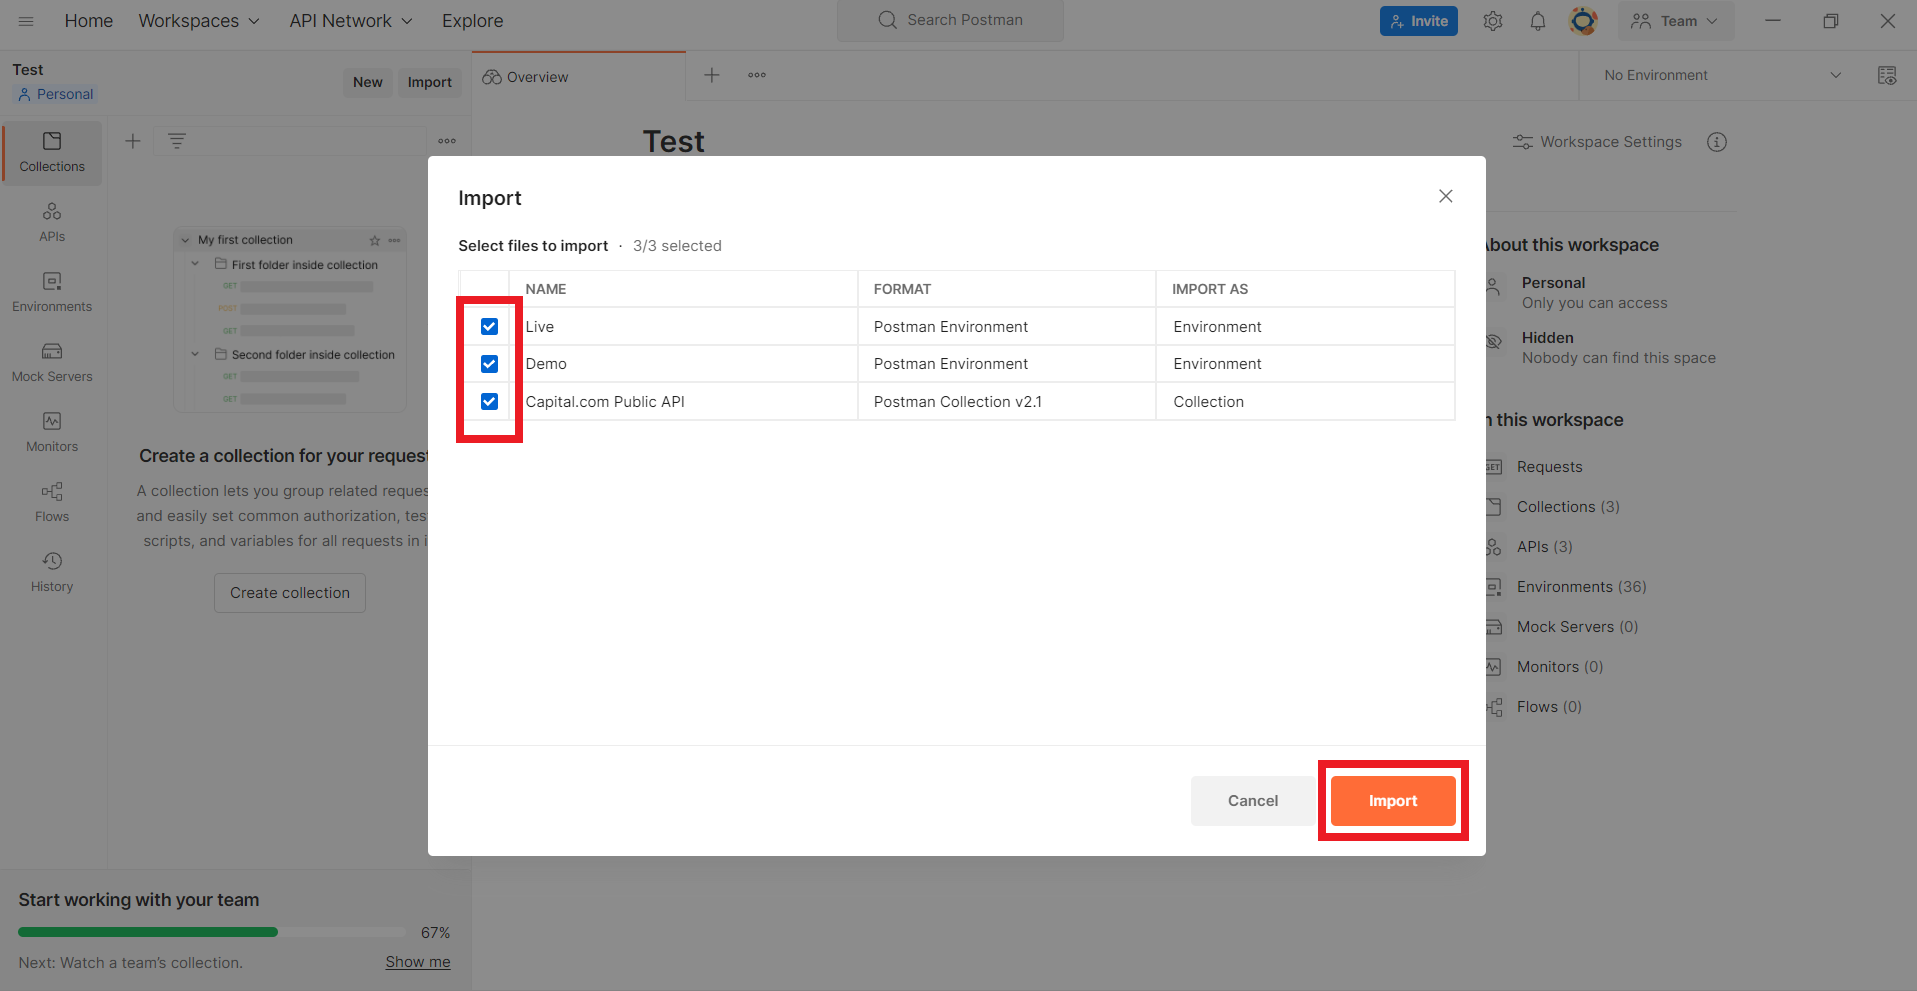 Home Workspaces API Network Explore Search Postman Invite Team
Test
Personal
New Import
Overview
No Environment
Collections
APIs
Environments
Mock Servers
Monitors
Flows
History
My first collection
First folder inside collection
GET
POST
GET
Second folder inside collection
GET
GET
Create a collection for your request
A collection lets you group related reques
and easily set common authorization, tes
scripts, and variables for all requests in i
Create collection
Start working with your team
67%
Next: Watch a team's collection. Show me
Test
Workspace Settings
Import
Select files to import · 3/3 selected
NAME FORMAT IMPORT AS
Live Postman Environment Environment
Demo Postman Environment Environment
Capital.com Public API Postman Collection v2.1 Collection
Cancel Import
About this workspace
Personal
Only you can access
Hidden
Nobody can find this space
n this workspace
GET Requests
Collections (3)
APIs (3)
Environments (36)
Mock Servers (0)
Monitors (0)
Flows (0)